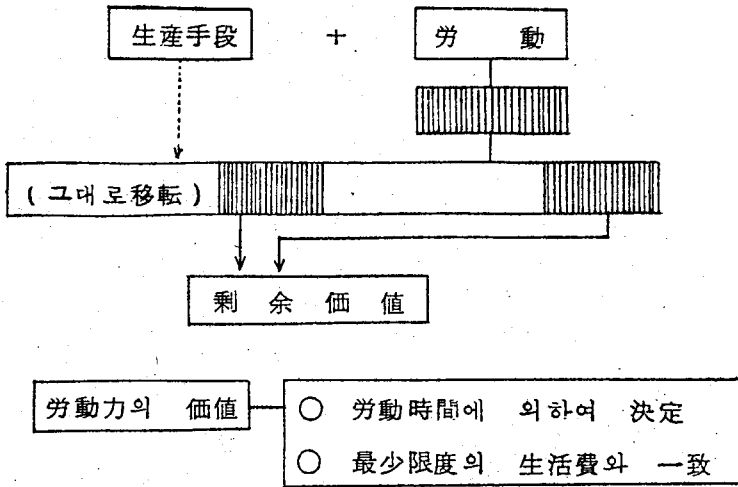 生産手段 + 労 動
(그대로移転)
剰 余 価 値
労動力의 価値
○ 労動時間에 의하여 決定
○ 最少限度의 生活費와 一致